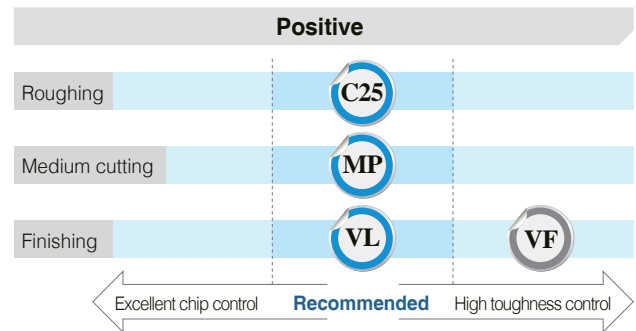 Positive
Roughing C25
Medium cutting MP
Finishing VL VF
Excellent chip control Recommended High toughness control